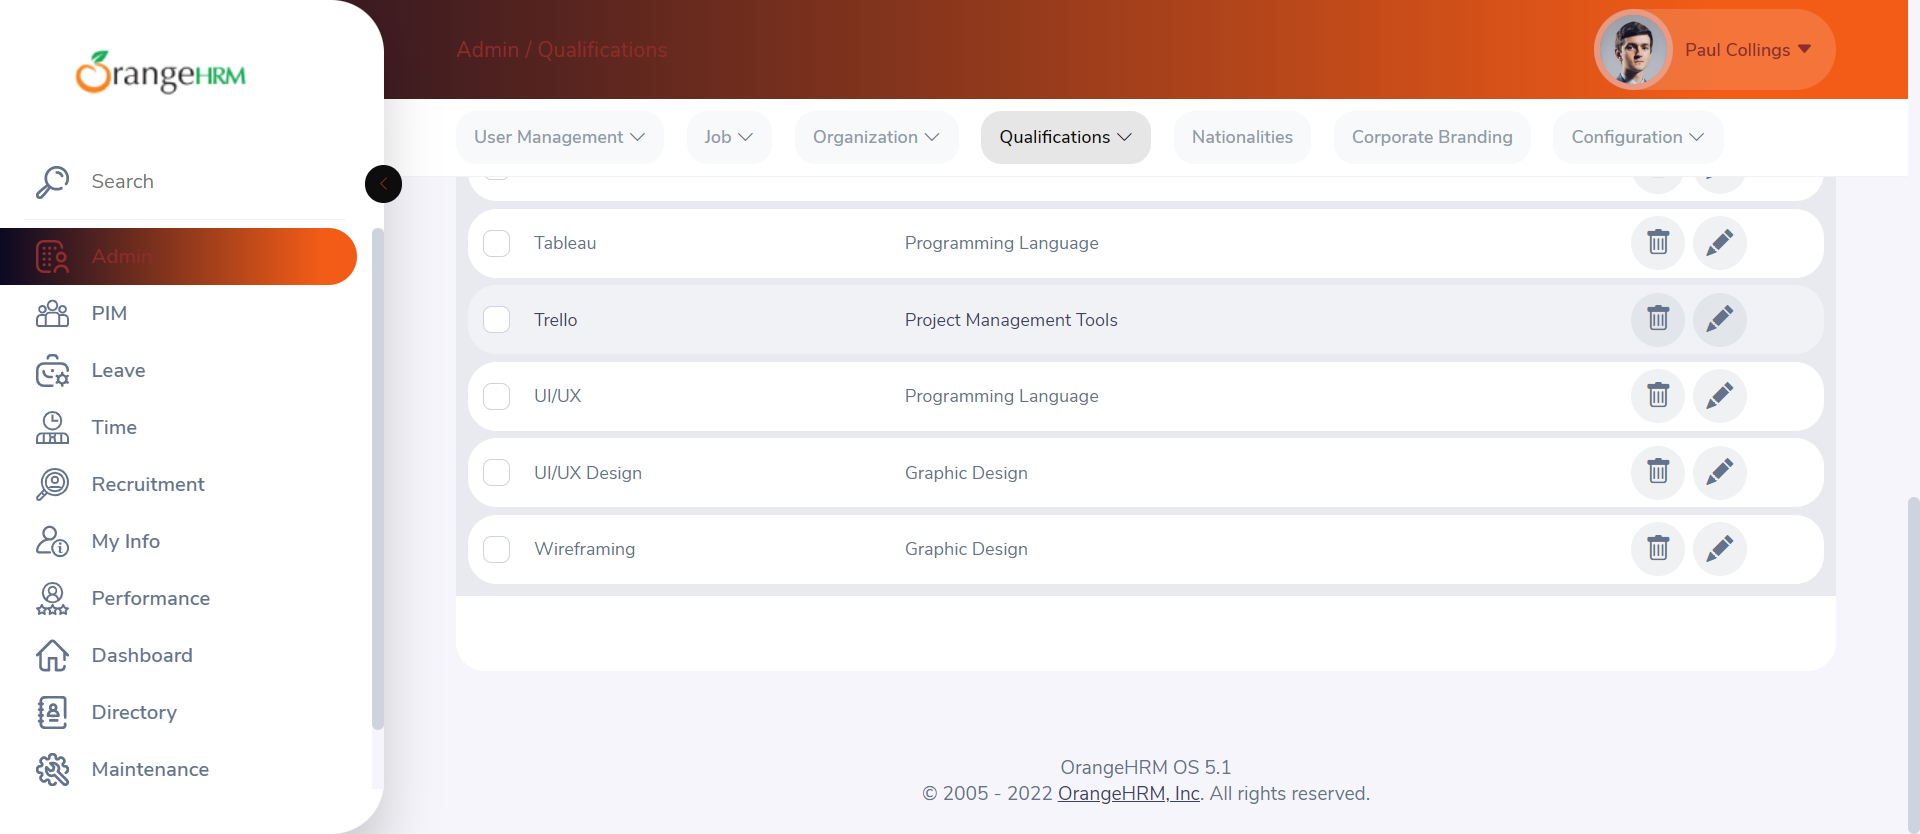 OrangeHRM
Search
Admin
PIM
Leave
Time
Recruitment
My Info
Performance
Dashboard
Directory
Maintenance
Admin / Qualifications
Paul Collings
User Management
Job
Organization
Qualifications
Nationalities
Corporate Branding
Configuration
Tableau Programming Language
Trello Project Management Tools
UI/UX Programming Language
UI/UX Design Graphic Design
Wireframing Graphic Design
OrangeHRM OS 5.1
© 2005 - 2022 OrangeHRM, Inc. All rights reserved.